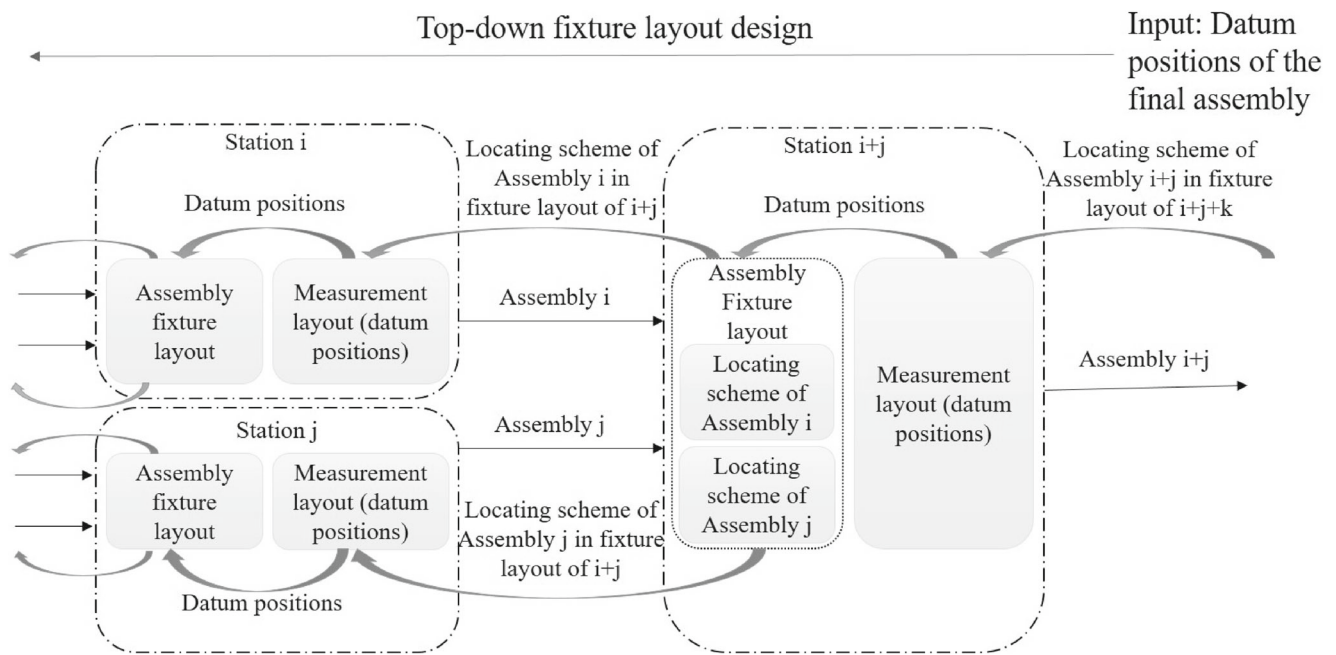 Top-down fixture layout design
Input: Datum
positions of the
final assembly
Station i
Datum positions
Assembly
fixture
layout
Measurement
layout (datum
positions)
Locating scheme of
Assembly i in
fixture layout of i+j
Assembly i
Station j
Assembly
fixture
layout
Measurement
layout (datum
positions)
Datum positions
Assembly j
Locating scheme of
Assembly j in fixture
layout of i+j
Station i+j
Datum positions
Assembly
Fixture
layout
Locating
scheme of
Assembly i
Locating
scheme of
Assembly j
Measurement
layout (datum
positions)
Locating scheme of
Assembly i+j in fixture
layout of i+j+k
Assembly i+j